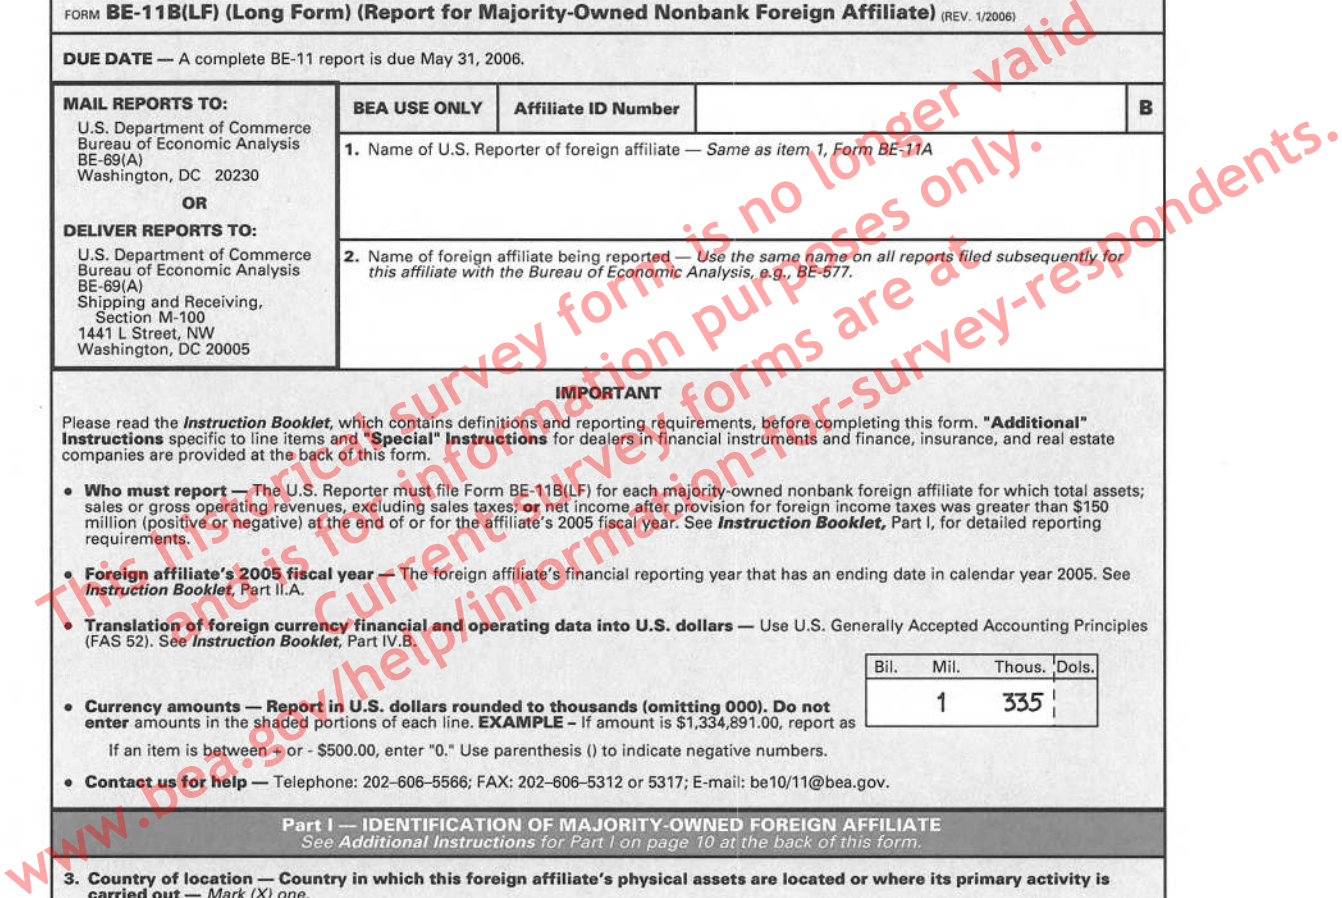 FORM BE-11B(LF) (Long Form) (Report for Majority-Owned Nonbank Foreign Affiliate) (REV. 1/2006)
DUE DATE — A complete BE-11 report is due May 31, 2006.
MAIL REPORTS TO:
U.S. Department of Commerce
Bureau of Economic Analysis
BE-69(A)
Washington, DC 20230
OR
DELIVER REPORTS TO:
U.S. Department of Commerce
Bureau of Economic Analysis
BE-69(A)
Shipping and Receiving,
Section M-100
1441 L Street, NW
Washington, DC 20005
BEA USE ONLY
Affiliate ID Number
B
1. Name of U.S. Reporter of foreign affiliate — Same as item 1, Form BE-11A
2. Name of foreign affiliate being reported — Use the same name on all reports filed subsequently for
this affiliate with the Bureau of Economic Analysis, e.g., BE-577.
IMPORTANT
Please read the Instruction Booklet, which contains definitions and reporting requirements, before completing this form. "Additional"
Instructions specific to line items and "Special" Instructions for dealers in financial instruments and finance, insurance, and real estate
companies are provided at the back of this form.
• Who must report — The U.S. Reporter must file Form BE-11B(LF) for each majority-owned nonbank foreign affiliate for which total assets;
sales or gross operating revenues, excluding sales taxes; or net income after provision for foreign income taxes was greater than $150
million (positive or negative) at the end of or for the affiliate's 2005 fiscal year. See Instruction Booklet, Part I, for detailed reporting
requirements.
• Foreign affiliate's 2005 fiscal year — The foreign affiliate's financial reporting year that has an ending date in calendar year 2005. See
Instruction Booklet, Part II.A.
• Translation of foreign currency financial and operating data into U.S. dollars — Use U.S. Generally Accepted Accounting Principles
(FAS 52). See Instruction Booklet, Part IV.B.
Bil. Mil. Thous. Dols.
1 335
• Currency amounts — Report in U.S. dollars rounded to thousands (omitting 000). Do not
enter amounts in the shaded portions of each line. EXAMPLE – If amount is $1,334,891.00, report as
If an item is between + or - $500.00, enter "0." Use parenthesis () to indicate negative numbers.
• Contact us for help — Telephone: 202–606–5566; FAX: 202–606–5312 or 5317; E-mail: be10/11@bea.gov.
Part I — IDENTIFICATION OF MAJORITY-OWNED FOREIGN AFFILIATE
See Additional Instructions for Part I on page 10 at the back of this form.
3. Country of location — Country in which this foreign affiliate's physical assets are located or where its primary activity is
carried out — Mark (X) one.
This historical survey form is no longer valid
and is for information purposes only.
Current survey forms are at
www.bea.gov/help/information-for-survey-respondents.